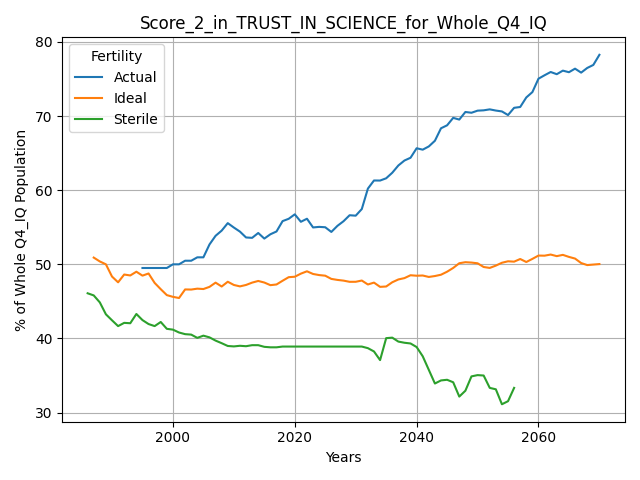 Score_2_in_TRUST_IN_SCIENCE_for_Whole_Q4_IQ
% of Whole Q4_IQ Population
80
70
60
50
40
30
Fertility
Actual
Ideal
Sterile
2000 2020 2040 2060
Years